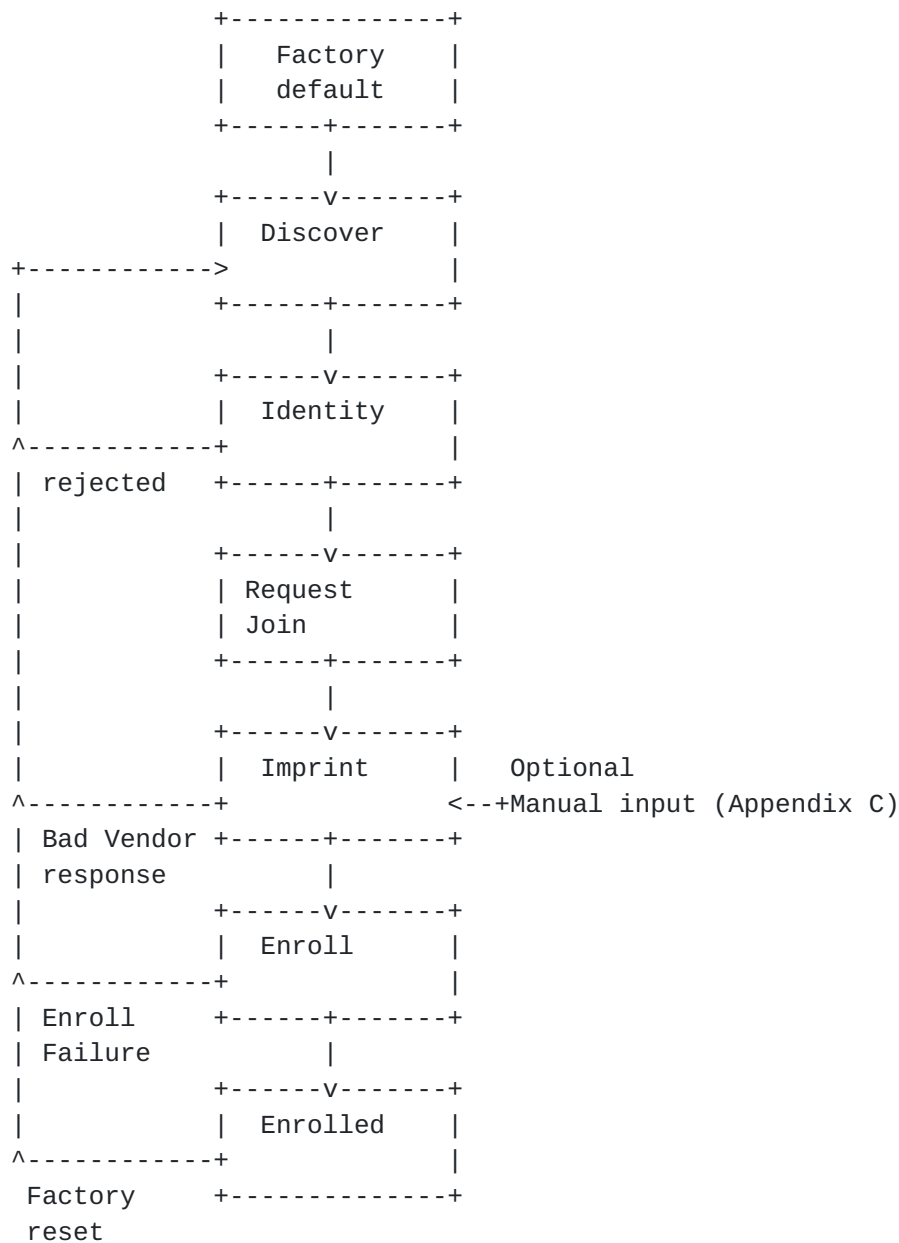 Factory
default
Discover
Identity
rejected
Request
Join
Imprint Optional
Manual input (Appendix C)
Bad Vendor
response
Enroll
Enroll
Failure
Enrolled
Factory
reset